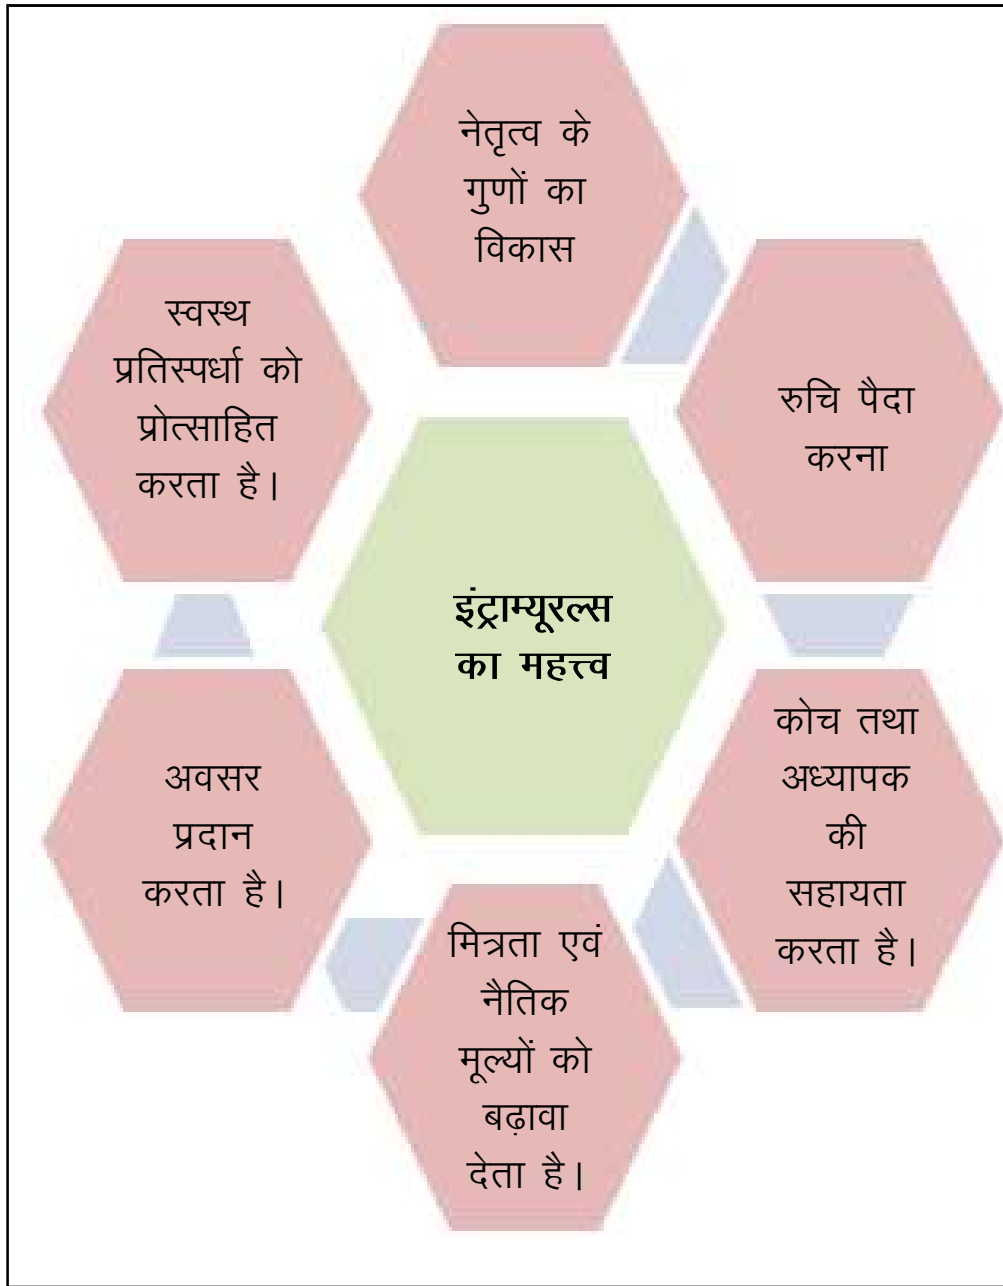 नेतृत्व के
गुणों का
विकास
रुचि पैदा
करना
कोच तथा
अध्यापक
की
सहायता
करता है।
मित्रता एवं
नैतिक
मूल्यों को
बढ़ावा
देता है।
अवसर
प्रदान
करता है।
स्वस्थ
प्रतिस्पर्धा को
प्रोत्साहित
करता है।
इंट्राम्यूरल्स
का महत्त्व